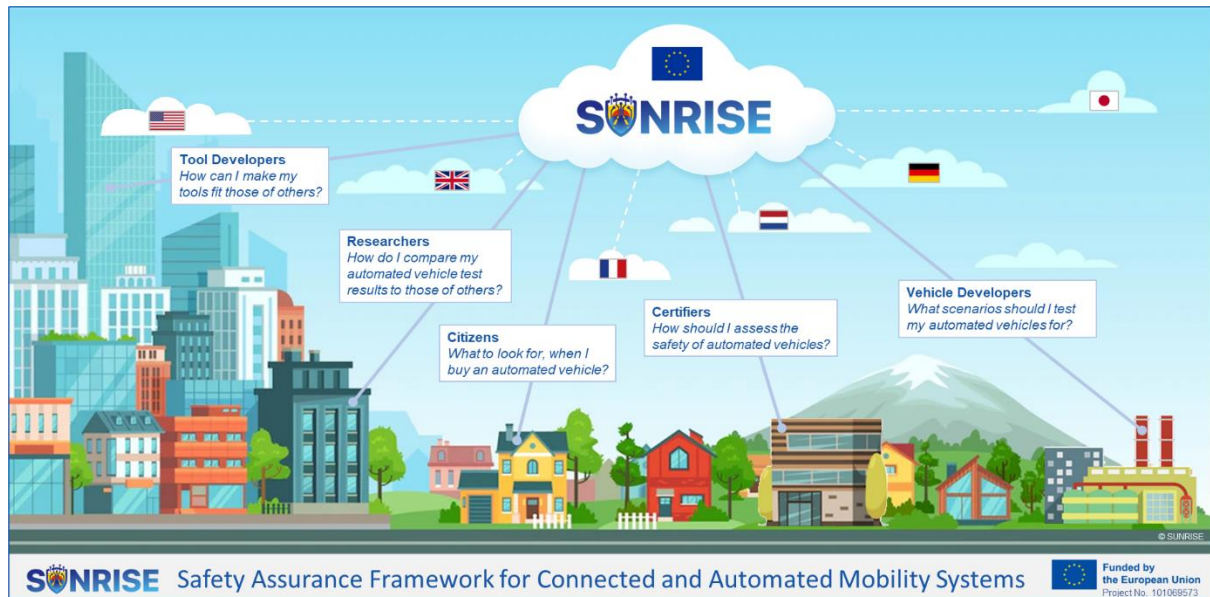 SUNRISE
Tool Developers
How can I make my
tools fit those of others?
Researchers
How do I compare my
automated vehicle test
results to those of others?
Citizens
What to look for, when I
buy an automated vehicle?
Certifiers
How should I assess the
safety of automated vehicles?
Vehicle Developers
What scenarios should I test
my automated vehicles for?
© SUNRISE
SUNRISE Safety Assurance Framework for Connected and Automated Mobility Systems
Funded by
the European Union
Project No. 101069573